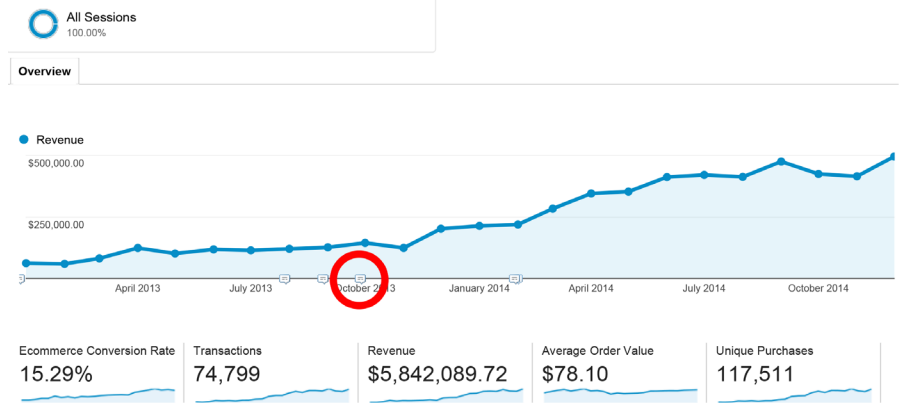 All Sessions
100.00%
Overview
Revenue
$500,000.00
$250,000.00
April 2013 July 2013 October 2013 January 2014 April 2014 July 2014 October 2014
Ecommerce Conversion Rate Transactions Revenue Average Order Value Unique Purchases
15.29% 74,799 $5,842,089.72 $78.10 117,511